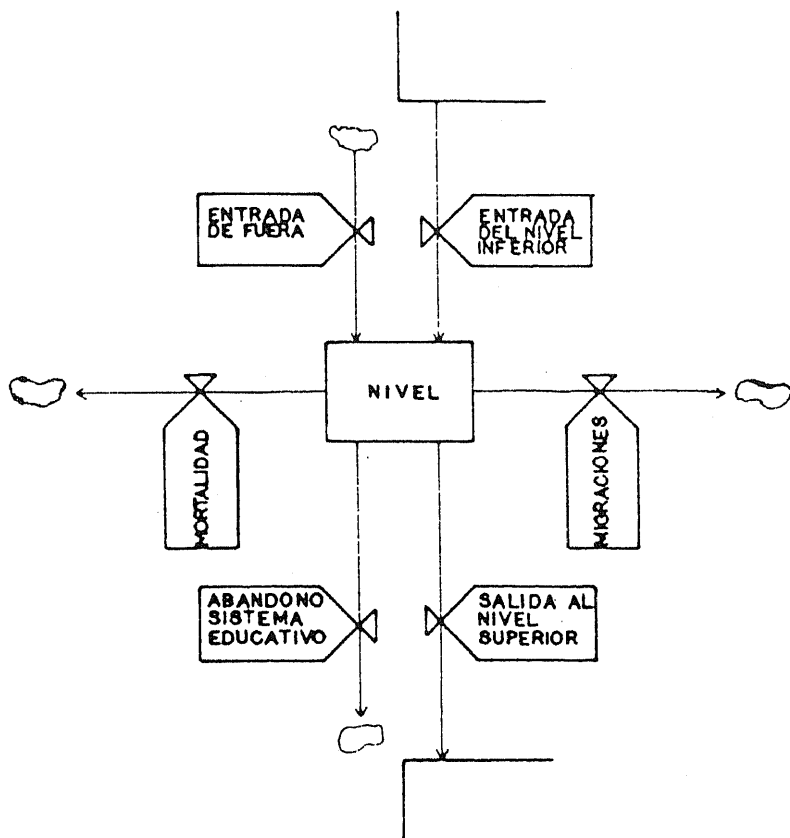 ENTRADA
DE FUERA
ENTRADA
DEL NIVEL
INFERIOR
NIVEL
MORTALIDAD
MIGRACIONES
ABANDONO
SISTEMA
EDUCATIVO
SALIDA AL
NIVEL
SUPERIOR